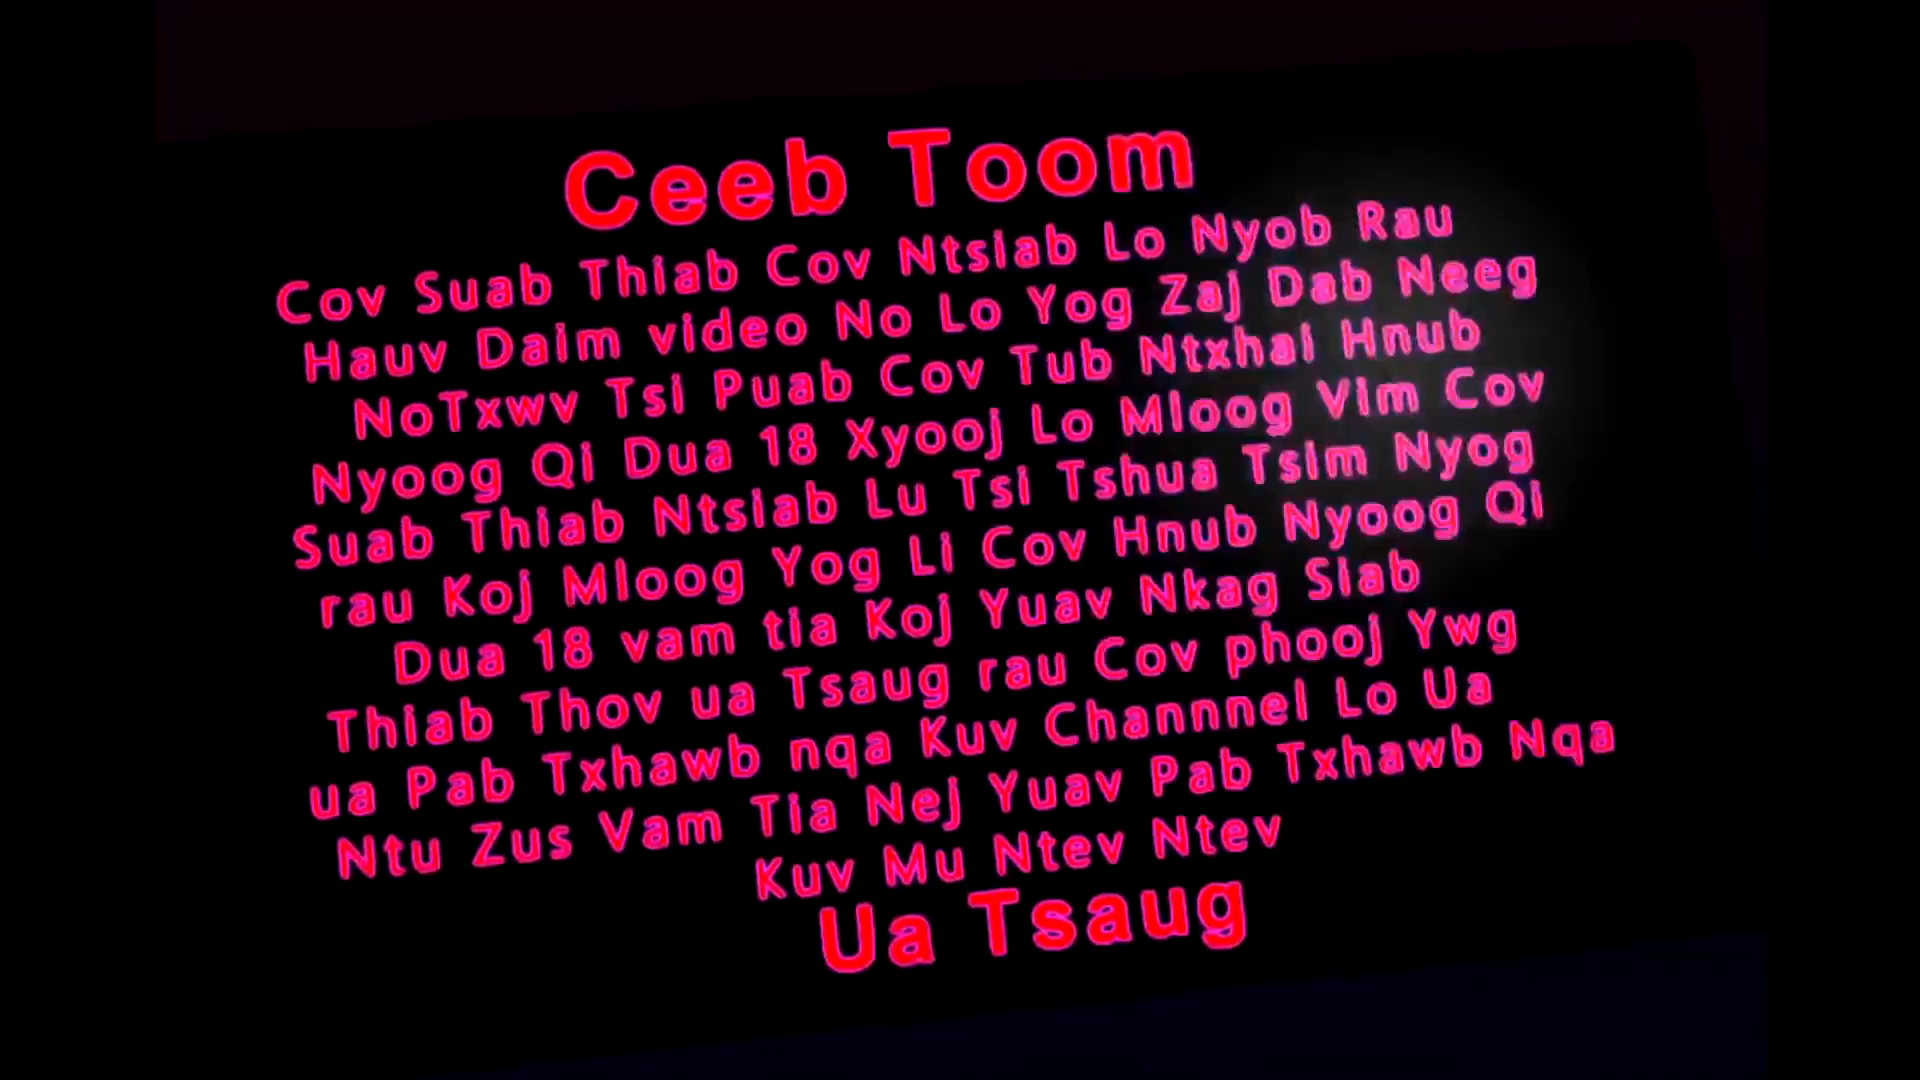 Ceeb Toom
Cov Suab Thiab Cov Ntsiab Lo Nyob Rau
Hauv Daim video No Lo Yog Zaj Dab Neeg
NoTxwv Tsi Puab Cov Tub Ntxhai Hnub
Nyoog Qi Dua 18 Xyooj Lo Mloog Vim Cov
Suab Thiab Ntsiab Lu Tsi Tshua Tsim Nyog
rau Koj Mloog Yog Li Cov Hnub Nyoog Qi
Dua 18 vam tia Koj Yuav Nkag Siab
Thiab Thov ua Tsaug rau Cov phooj Ywg
ua Pab Txhawb nqa Kuv Channnel Lo Ua
Ntu Zus Vam Tia Nej Yuav Pab Txhawb Nqa
Kuv Mu Ntev Ntev
Ua Tsaug